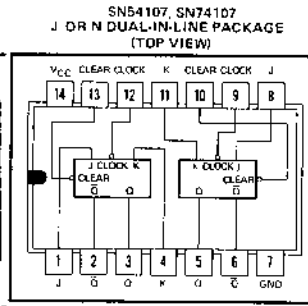 SN54107, SN74107
J OR N DUAL-IN-LINE PACKAGE
(TOP VIEW)
VCC CLEAR CLOCK K CLEAR CLOCK J
14 13 12 11 10 9 8
J CLOCK K K CLOCK J
CLEAR CLEAR
Q̅ Q Q Q̅
1 2 3 4 5 6 7
J Q̅ Q K Q Q̅ GND